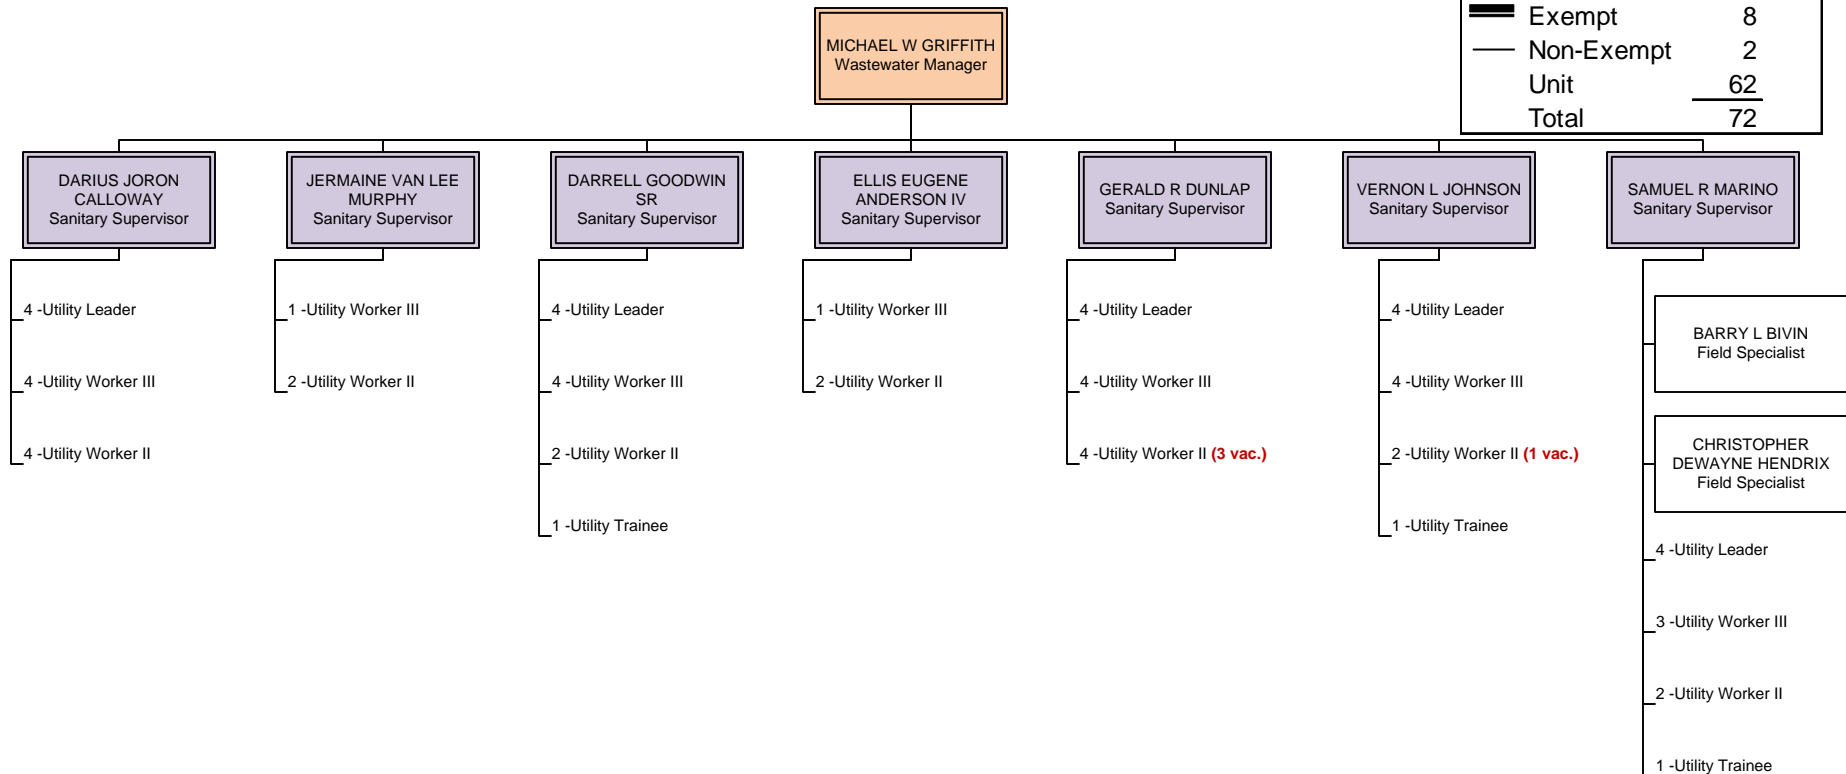 Exempt 8
Non-Exempt 2
Unit 62
Total 72
MICHAEL W GRIFFITH
Wastewater Manager
DARIUS JORON
CALLOWAY
Sanitary Supervisor
4 -Utility Leader
4 -Utility Worker III
4 -Utility Worker II
JERMAINE VAN LEE
MURPHY
Sanitary Supervisor
1 -Utility Worker III
2 -Utility Worker II
DARRELL GOODWIN
SR
Sanitary Supervisor
4 -Utility Leader
4 -Utility Worker III
2 -Utility Worker II
1 -Utility Trainee
ELLIS EUGENE
ANDERSON IV
Sanitary Supervisor
1 -Utility Worker III
2 -Utility Worker II
GERALD R DUNLAP
Sanitary Supervisor
4 -Utility Leader
4 -Utility Worker III
4 -Utility Worker II (3 vac.)
VERNON L JOHNSON
Sanitary Supervisor
4 -Utility Leader
4 -Utility Worker III
2 -Utility Worker II (1 vac.)
1 -Utility Trainee
SAMUEL R MARINO
Sanitary Supervisor
BARRY L BIVIN
Field Specialist
CHRISTOPHER
DEWAYNE HENDRIX
Field Specialist
4 -Utility Leader
3 -Utility Worker III
2 -Utility Worker II
1 -Utility Trainee